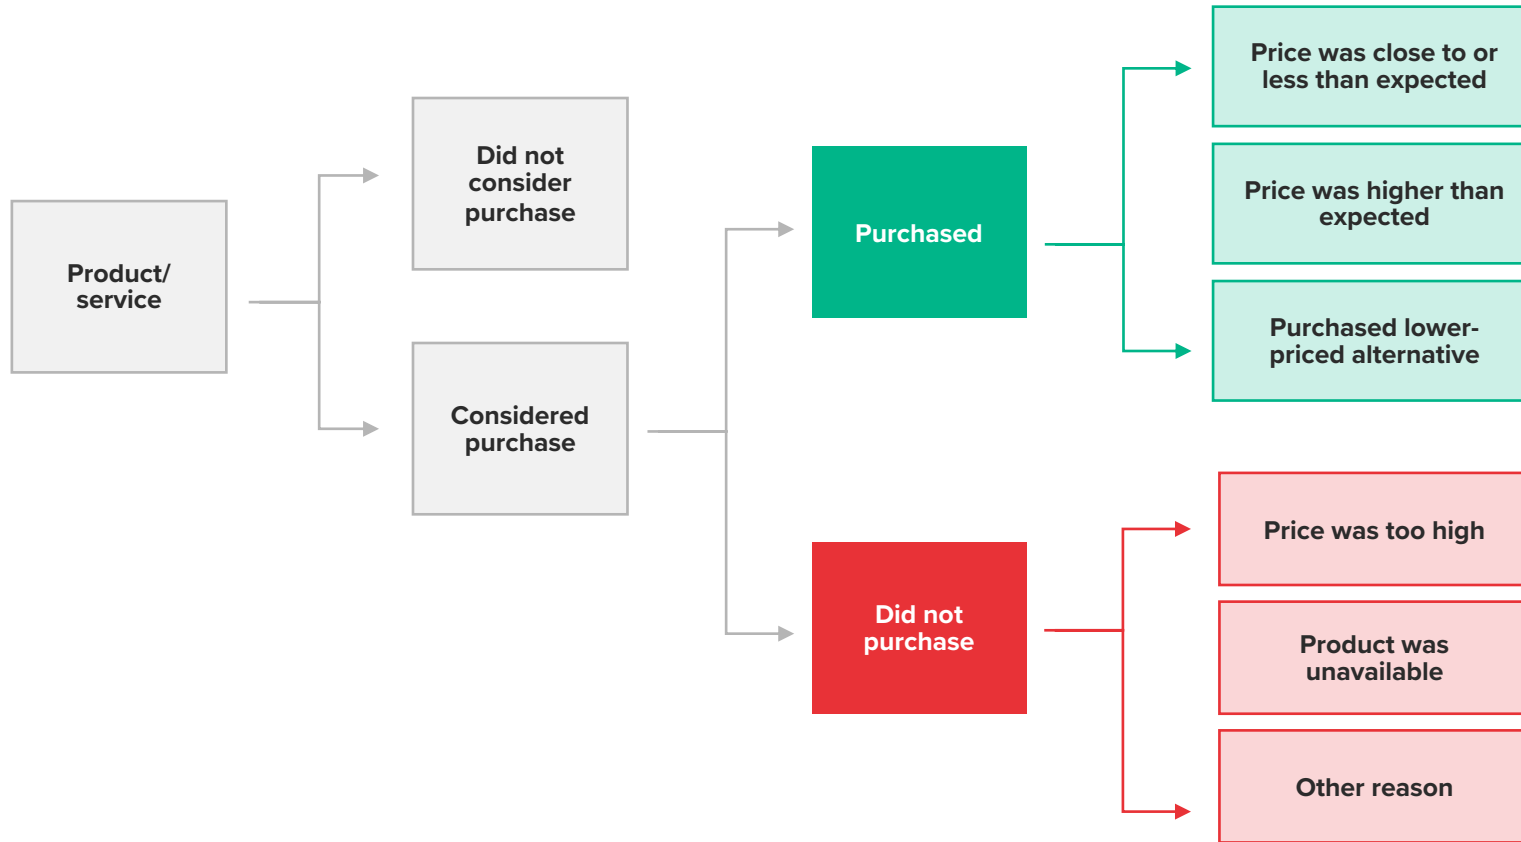 Product/
service
Did not
consider
purchase
Considered
purchase
Purchased
Did not
purchase
Price was close to or
less than expected
Price was higher than
expected
Purchased lower-
priced alternative
Price was too high
Product was
unavailable
Other reason